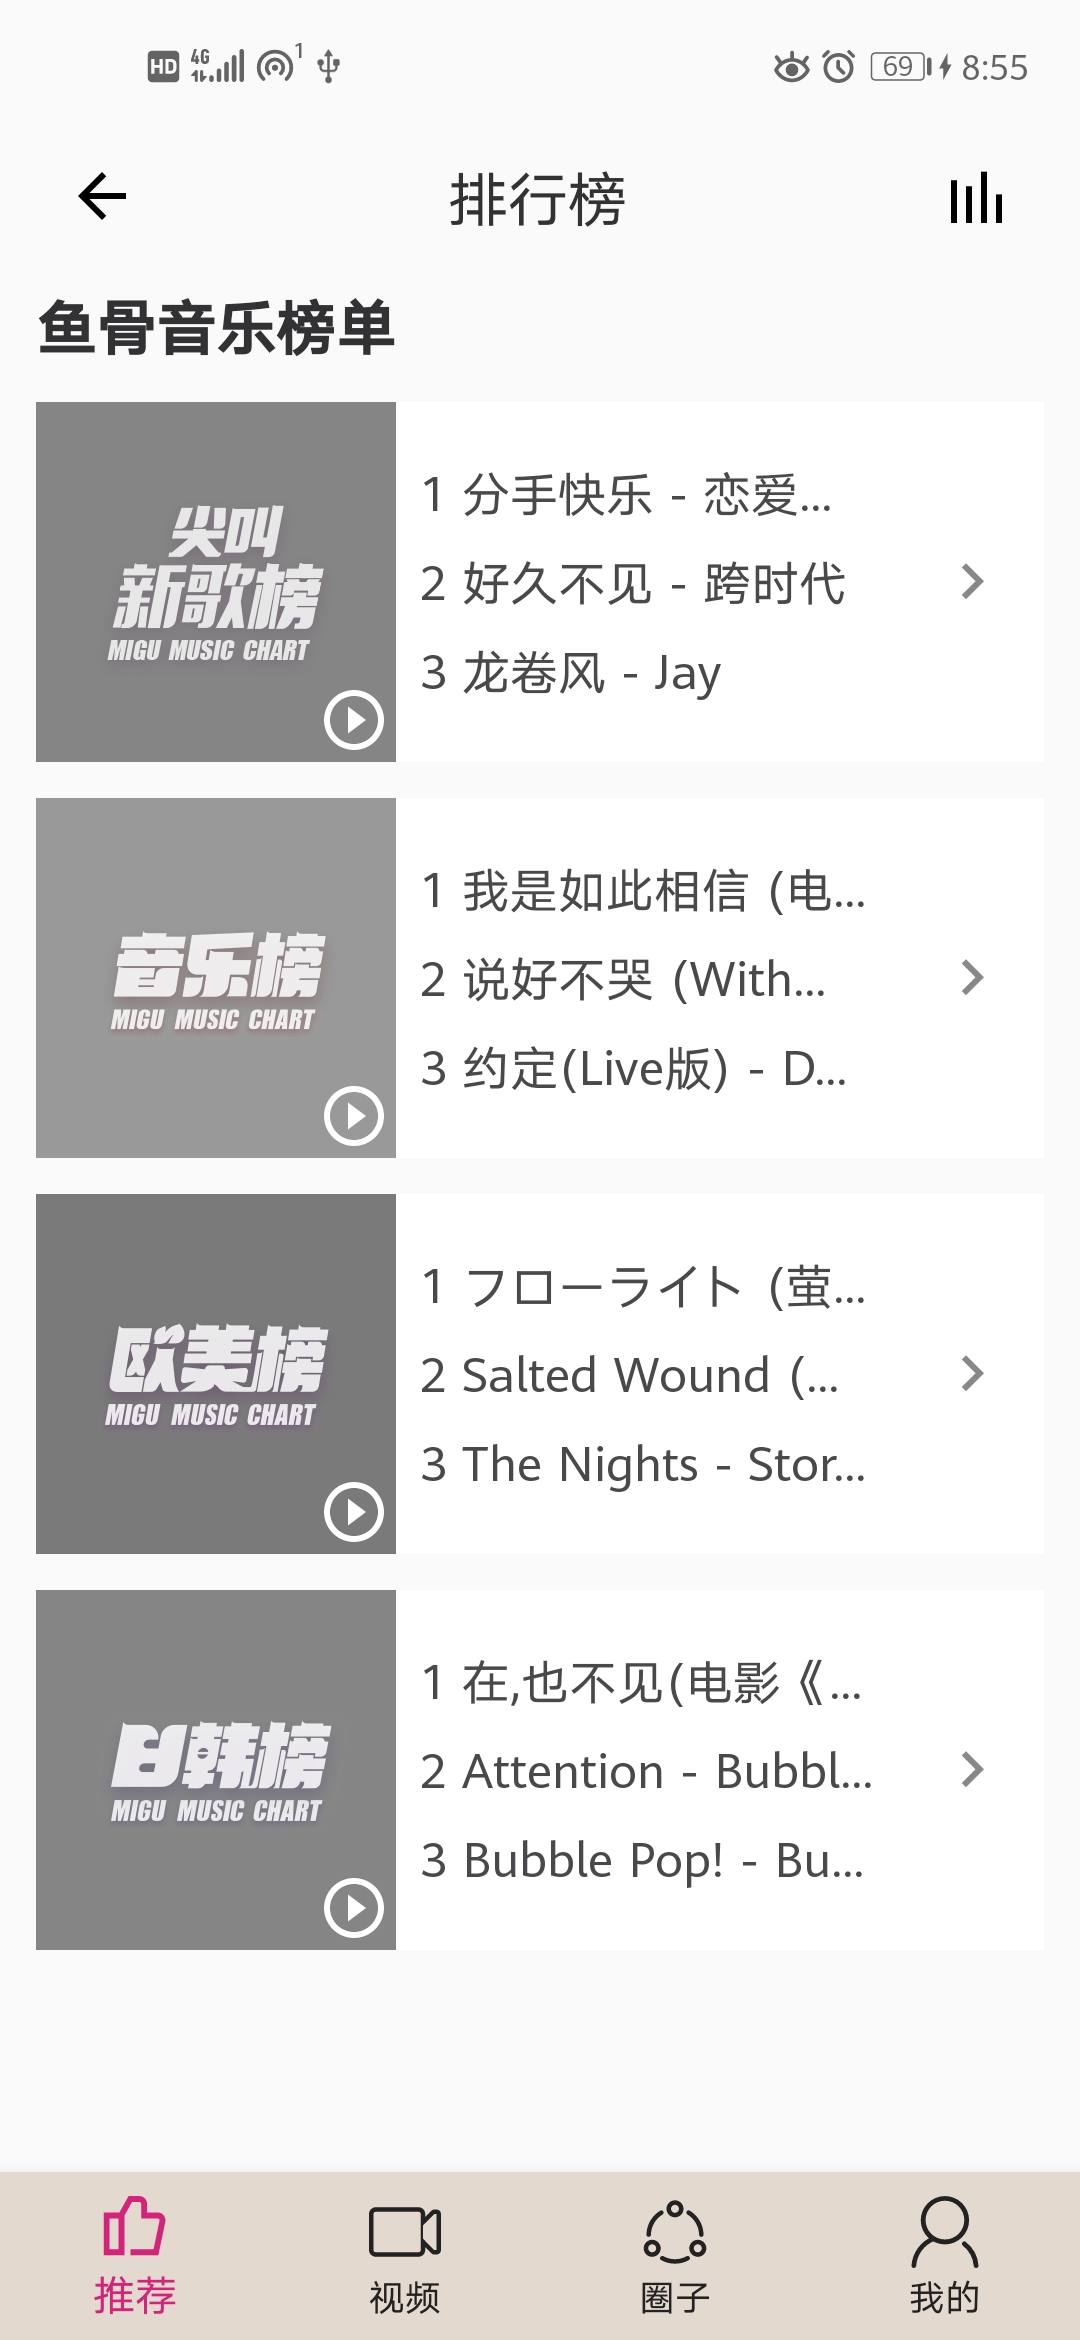 HD 4G 1 69 8:55
排行榜
鱼骨音乐榜单
尖叫
新歌榜
MIGU MUSIC CHART
1 分手快乐 - 恋爱...
2 好久不见 - 跨时代
3 龙卷风 - Jay
音乐榜
MIGU MUSIC CHART
1 我是如此相信 (电...
2 说好不哭 (With...
3 约定(Live版) - D...
欧美榜
MIGU MUSIC CHART
1 フローライト (萤...
2 Salted Wound (...
3 The Nights - Stor...
日韩榜
MIGU MUSIC CHART
1 在,也不见(电影《...
2 Attention - Bubbl...
3 Bubble Pop! - Bu...
推荐 视频 圈子 我的